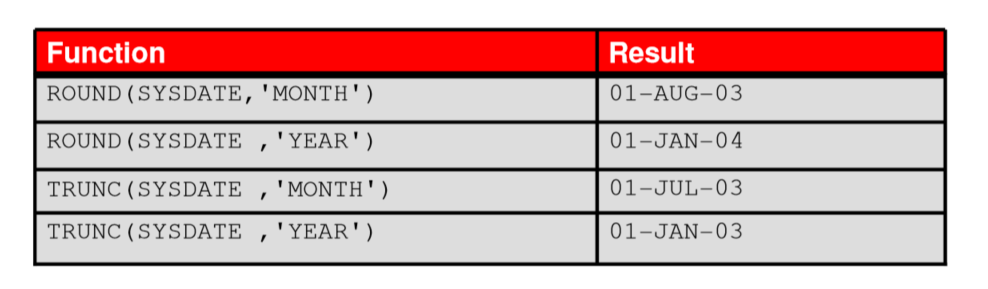 Function Result
ROUND(SYSDATE,'MONTH') 01-AUG-03
ROUND(SYSDATE ,'YEAR') 01-JAN-04
TRUNC(SYSDATE ,'MONTH') 01-JUL-03
TRUNC(SYSDATE ,'YEAR') 01-JAN-03